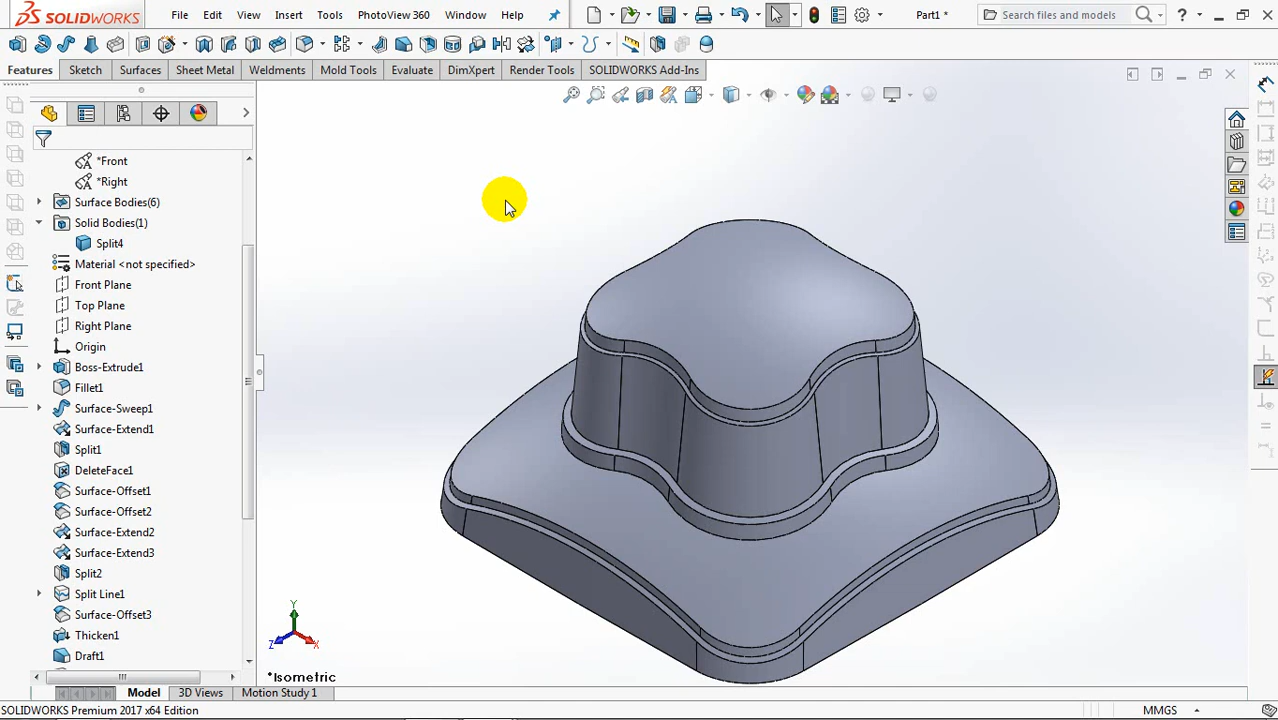 SOLIDWORKS File Edit View Insert Tools PhotoView 360 Window Help Part1 * Search files and models ?
Features Sketch Surfaces Sheet Metal Weldments Mold Tools Evaluate DimXpert Render Tools SOLIDWORKS Add-Ins
*Front
*Right
Surface Bodies(6)
Solid Bodies(1)
Split4
Material <not specified>
Front Plane
Top Plane
Right Plane
Origin
Boss-Extrude1
Fillet1
Surface-Sweep1
Surface-Extend1
Split1
DeleteFace1
Surface-Offset1
Surface-Offset2
Surface-Extend2
Surface-Extend3
Split2
Split Line1
Surface-Offset3
Thicken1
Draft1
Y
Z X
*Isometric
Model 3D Views Motion Study 1
SOLIDWORKS Premium 2017 x64 Edition MMGS